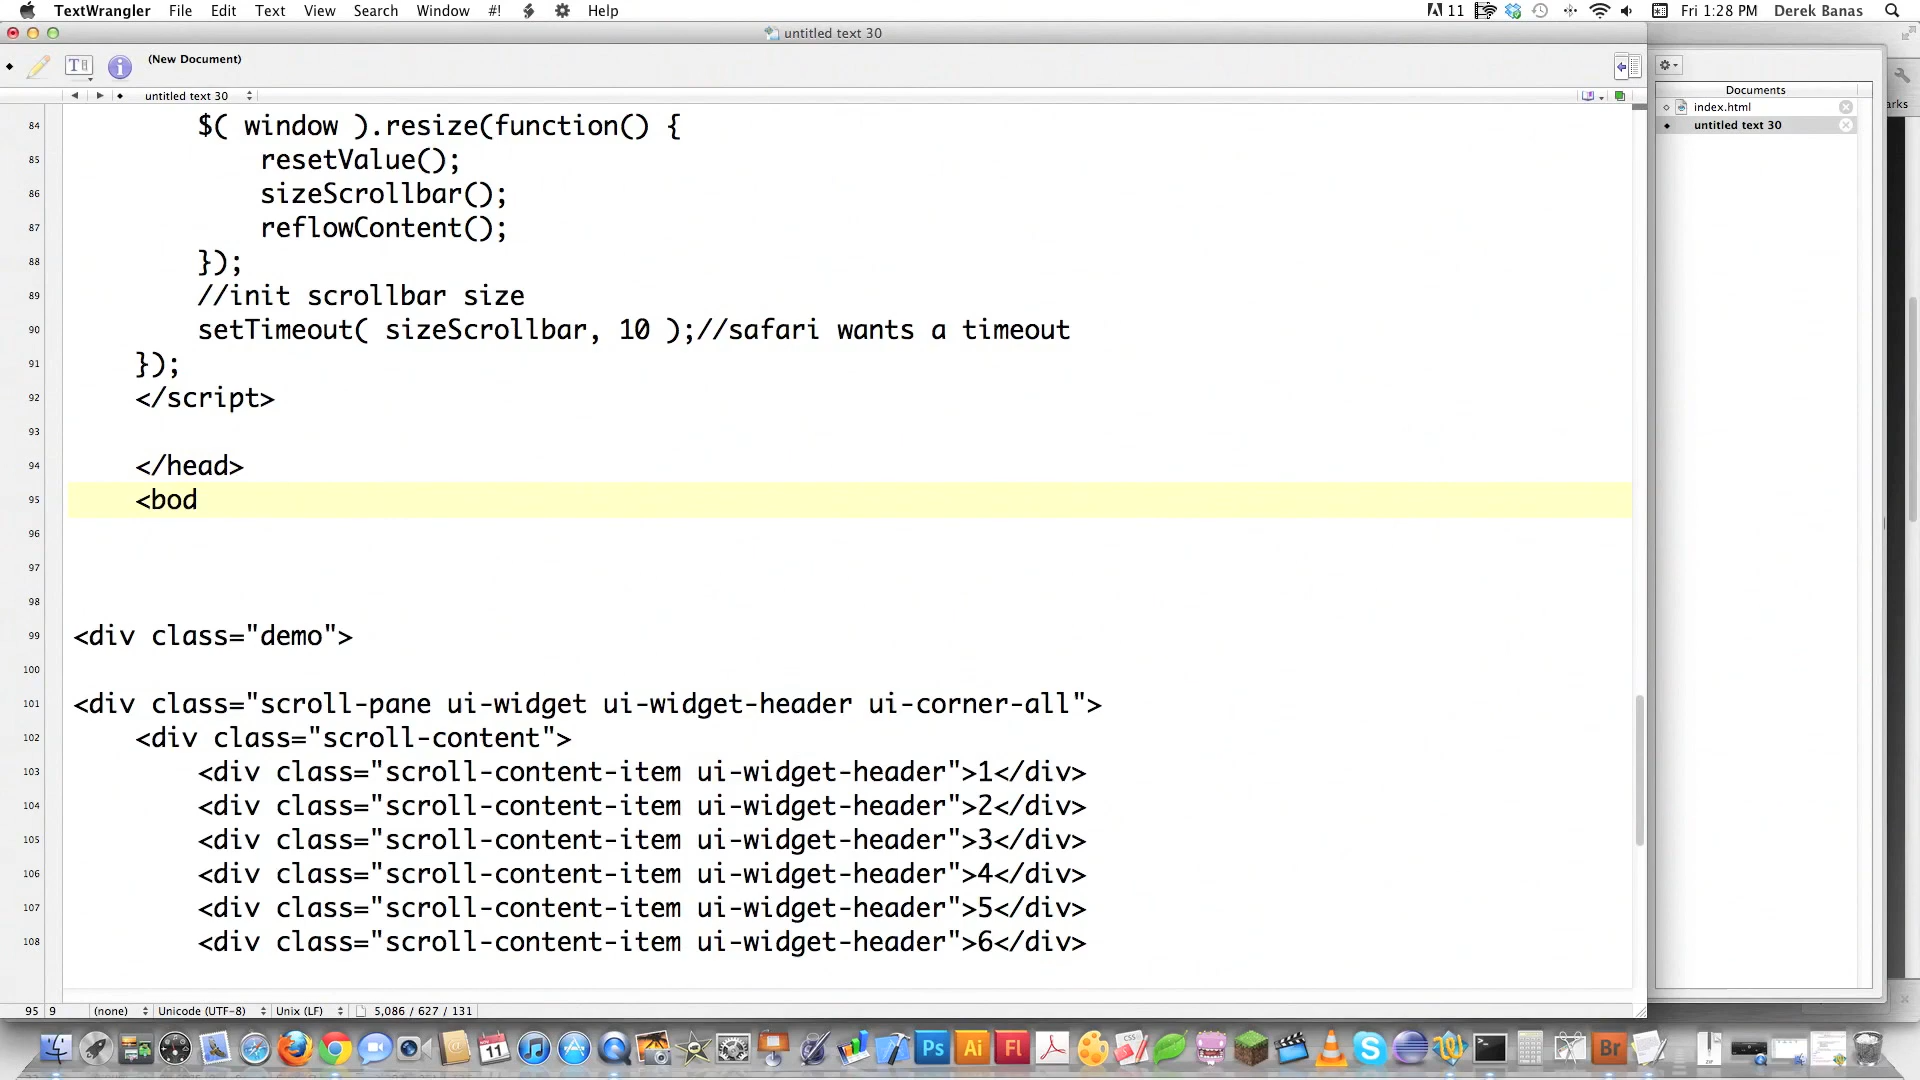 TextWrangler File Edit Text View Search Window #! Help
11 Fri 1:28 PM Derek Banas
untitled text 30
(New Document)
untitled text 30
Documents
index.html
untitled text 30
arks
84 $( window ).resize(function() {
85 resetValue();
86 sizeScrollbar();
87 reflowContent();
88 });
89 //init scrollbar size
90 setTimeout( sizeScrollbar, 10 );//safari wants a timeout
91 });
92 </script>
93
94 </head>
95 <bod
96
97
98
99 <div class="demo">
100
101 <div class="scroll-pane ui-widget ui-widget-header ui-corner-all">
102 <div class="scroll-content">
103 <div class="scroll-content-item ui-widget-header">1</div>
104 <div class="scroll-content-item ui-widget-header">2</div>
105 <div class="scroll-content-item ui-widget-header">3</div>
106 <div class="scroll-content-item ui-widget-header">4</div>
107 <div class="scroll-content-item ui-widget-header">5</div>
108 <div class="scroll-content-item ui-widget-header">6</div>
95 9 (none) Unicode (UTF-8) Unix (LF) 5,086 / 627 / 131
11 Ps Ai Fl CSS Br